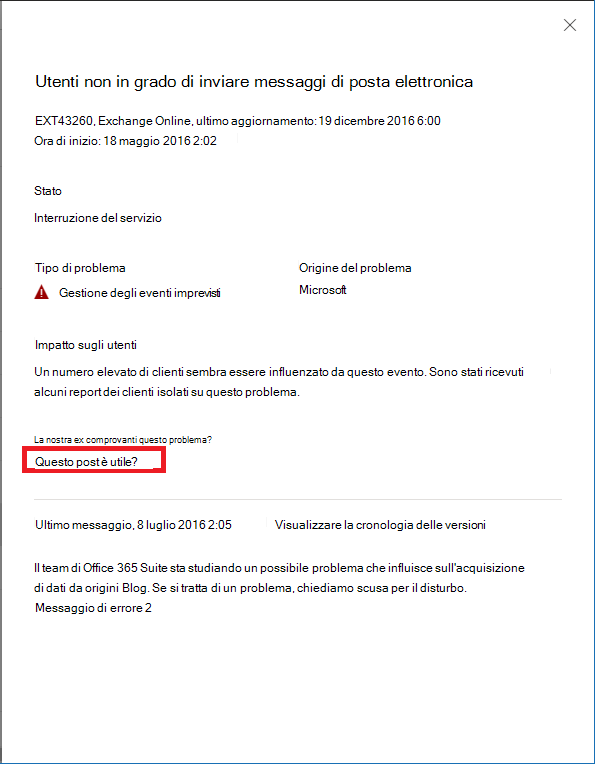 Utenti non in grado di inviare messaggi di posta elettronica
EXT43260, Exchange Online, ultimo aggiornamento: 19 dicembre 2016 6:00
Ora di inizio: 18 maggio 2016 2:02
Stato
Interruzione del servizio
Tipo di problema
Origine del problema
Gestione degli eventi imprevisti
Microsoft
Impatto sugli utenti
Un numero elevato di clienti sembra essere influenzato da questo evento. Sono stati ricevuti
alcuni report dei clienti isolati su questo problema.
La nostra ex comprovanti questo problema?
Questo post è utile?
Ultimo messaggio, 8 luglio 2016 2:05
Visualizzare la cronologia delle versioni
Il team di Office 365 Suite sta studiando un possibile problema che influisce sull'acquisizione
di dati da origini Blog. Se si tratta di un problema, chiediamo scusa per il disturbo.
Messaggio di errore 2